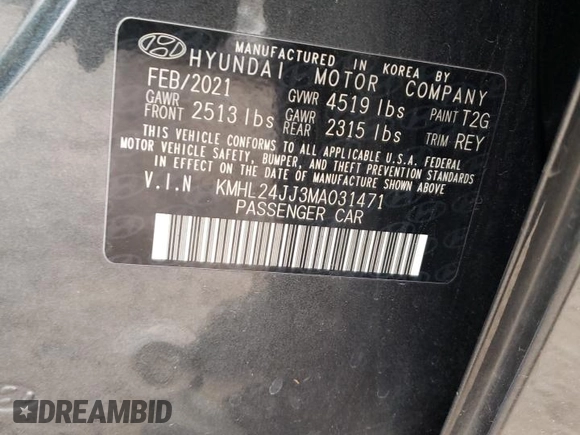 MANUFACTURED IN KOREA BY
HYUNDAI MOTOR COMPANY
FEB/2021 GVWR 4519 lbs PAINT T2G
GAWR FRONT 2513 lbs GAWR REAR 2315 lbs TRIM REY
THIS VEHICLE CONFORMS TO ALL APPLICABLE U.S.A. FEDERAL
MOTOR VEHICLE SAFETY, BUMPER, AND THEFT PREVENTION STANDARDS
IN EFFECT ON THE DATE OF MANUFACTURE SHOWN ABOVE.
V.I.N KMHL24JJ3MA031471
PASSENGER CAR
DREAMBID